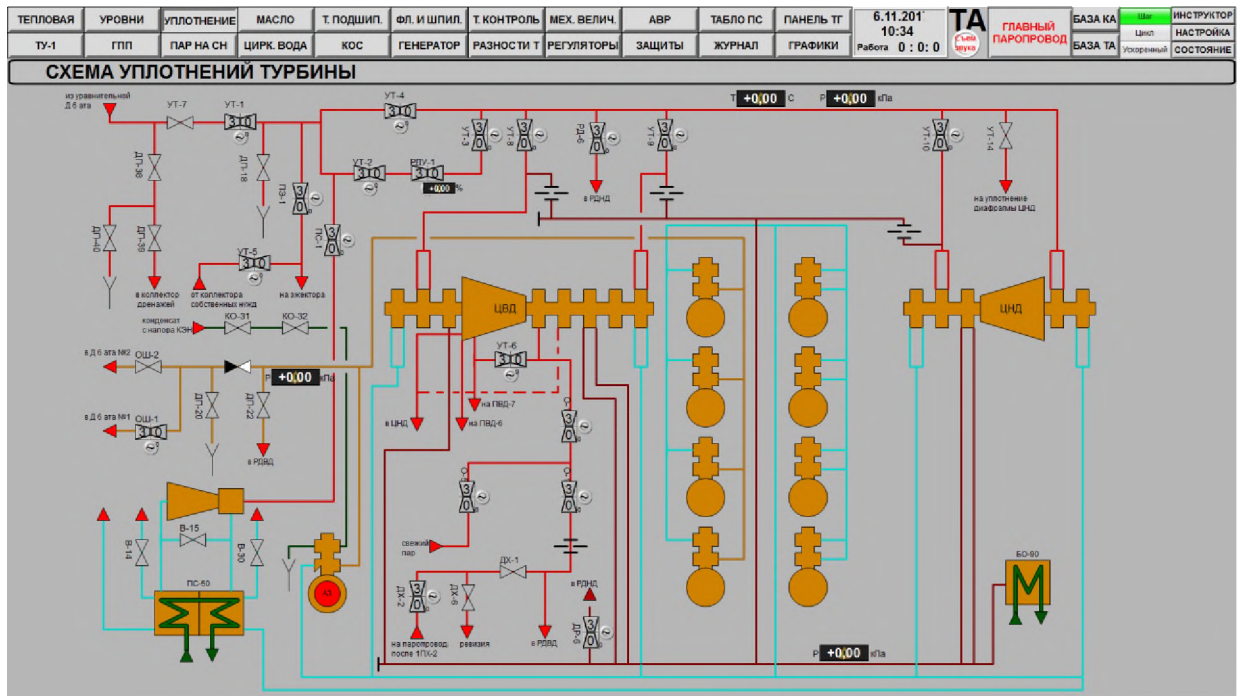 ТЕПЛОВАЯ УРОВНИ УПЛОТНЕНИЕ МАСЛО Т. ПОДШИП. ФЛ. И ШПИЛ. Т. КОНТРОЛЬ МЕХ. ВЕЛИЧ. АВР ТАБЛО ПС ПАНЕЛЬ ТГ
ТУ-1 ГПП ПАР НА СН ЦИРК. ВОДА КОС ГЕНЕРАТОР РАЗНОСТИ Т РЕГУЛЯТОРЫ ЗАЩИТЫ ЖУРНАЛ ГРАФИКИ
6.11.201
10:34
Работа 0 : 0: 0
ТА
Съем
звука
ГЛАВНЫЙ
ПАРОПРОВОД
БАЗА КА
БАЗА ТА
Шаг
Цикл
Ускоренный
ИНСТРУКТОР
НАСТРОЙКА
СОСТОЯНИЕ
СХЕМА УПЛОТНЕНИЙ ТУРБИНЫ
из уравнительной
Д 6 ата
УТ-7
УТ-1
УТ-4
Т +0,00 С
Р +0,00 кПа
ДП-38
ДП-18
ПЭ-1
УТ-2
РПУ-1
+0,00 %
УТ-3
УТ-8
РД-6
УТ-9
УТ-10
УТ-14
в РДНД
на уплотнение
диафрагмы ЦНД
ДП-40
ДП-39
ПС-1
УТ-5
в коллектор
дренажей
от коллектора
собственных нужд
на эжектора
конденсат
с напора КЭН
КО-31
КО-32
ЦВД
ЦНД
в Д 6 ата №2
ОШ-2
Р +0,00 кПа
УТ-6
в Д 6 ата №1
ОШ-1
ДП-20
ДП-22
в РДВД
в ЦНД
на ПВД-6
на ПВД-7
В-14
В-15
В-30
ПС-50
свежий
пар
ДХ-1
ДХ-2
ДХ-6
в РДНД
ДР-6
на паропровод
после 1ПХ-2
ревизия
в РДВД
БО-90
Р +0,00 кПа